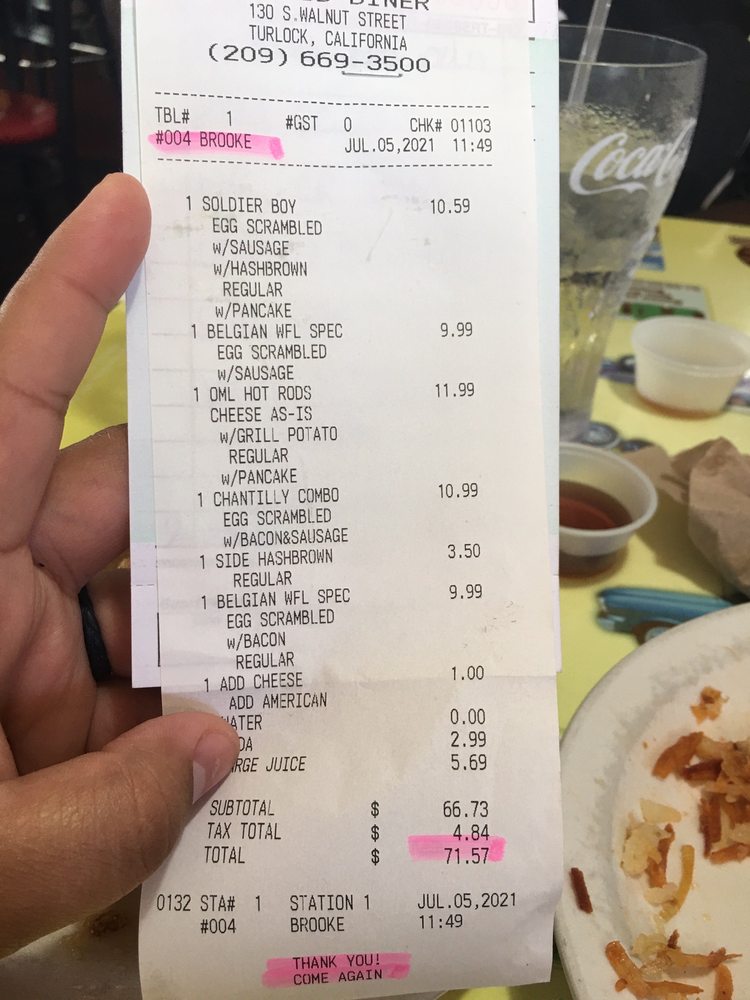 DINER
130 S.WALNUT STREET
TURLOCK, CALIFORNIA
(209) 669-3500
TBL# 1 #GST 0 CHK# 01103
#004 BROOKE JUL.05,2021 11:49
1 SOLDIER BOY 10.59
EGG SCRAMBLED
w/SAUSAGE
w/HASHBROWN
REGULAR
w/PANCAKE
1 BELGIAN WFL SPEC 9.99
EGG SCRAMBLED
w/SAUSAGE
1 OML HOT RODS 11.99
CHEESE AS-IS
w/GRILL POTATO
REGULAR
w/PANCAKE
1 CHANTILLY COMBO 10.99
EGG SCRAMBLED
w/BACON&SAUSAGE
1 SIDE HASHBROWN 3.50
REGULAR
1 BELGIAN WFL SPEC 9.99
EGG SCRAMBLED
w/BACON
REGULAR
1 ADD CHEESE 1.00
ADD AMERICAN
WATER 0.00
DA 2.99
RGE JUICE 5.69
SUBTOTAL $ 66.73
TAX TOTAL $ 4.84
TOTAL $ 71.57
0132 STA# 1 STATION 1 JUL.05,2021
#004 BROOKE 11:49
THANK YOU!
COME AGAIN
Coca-C